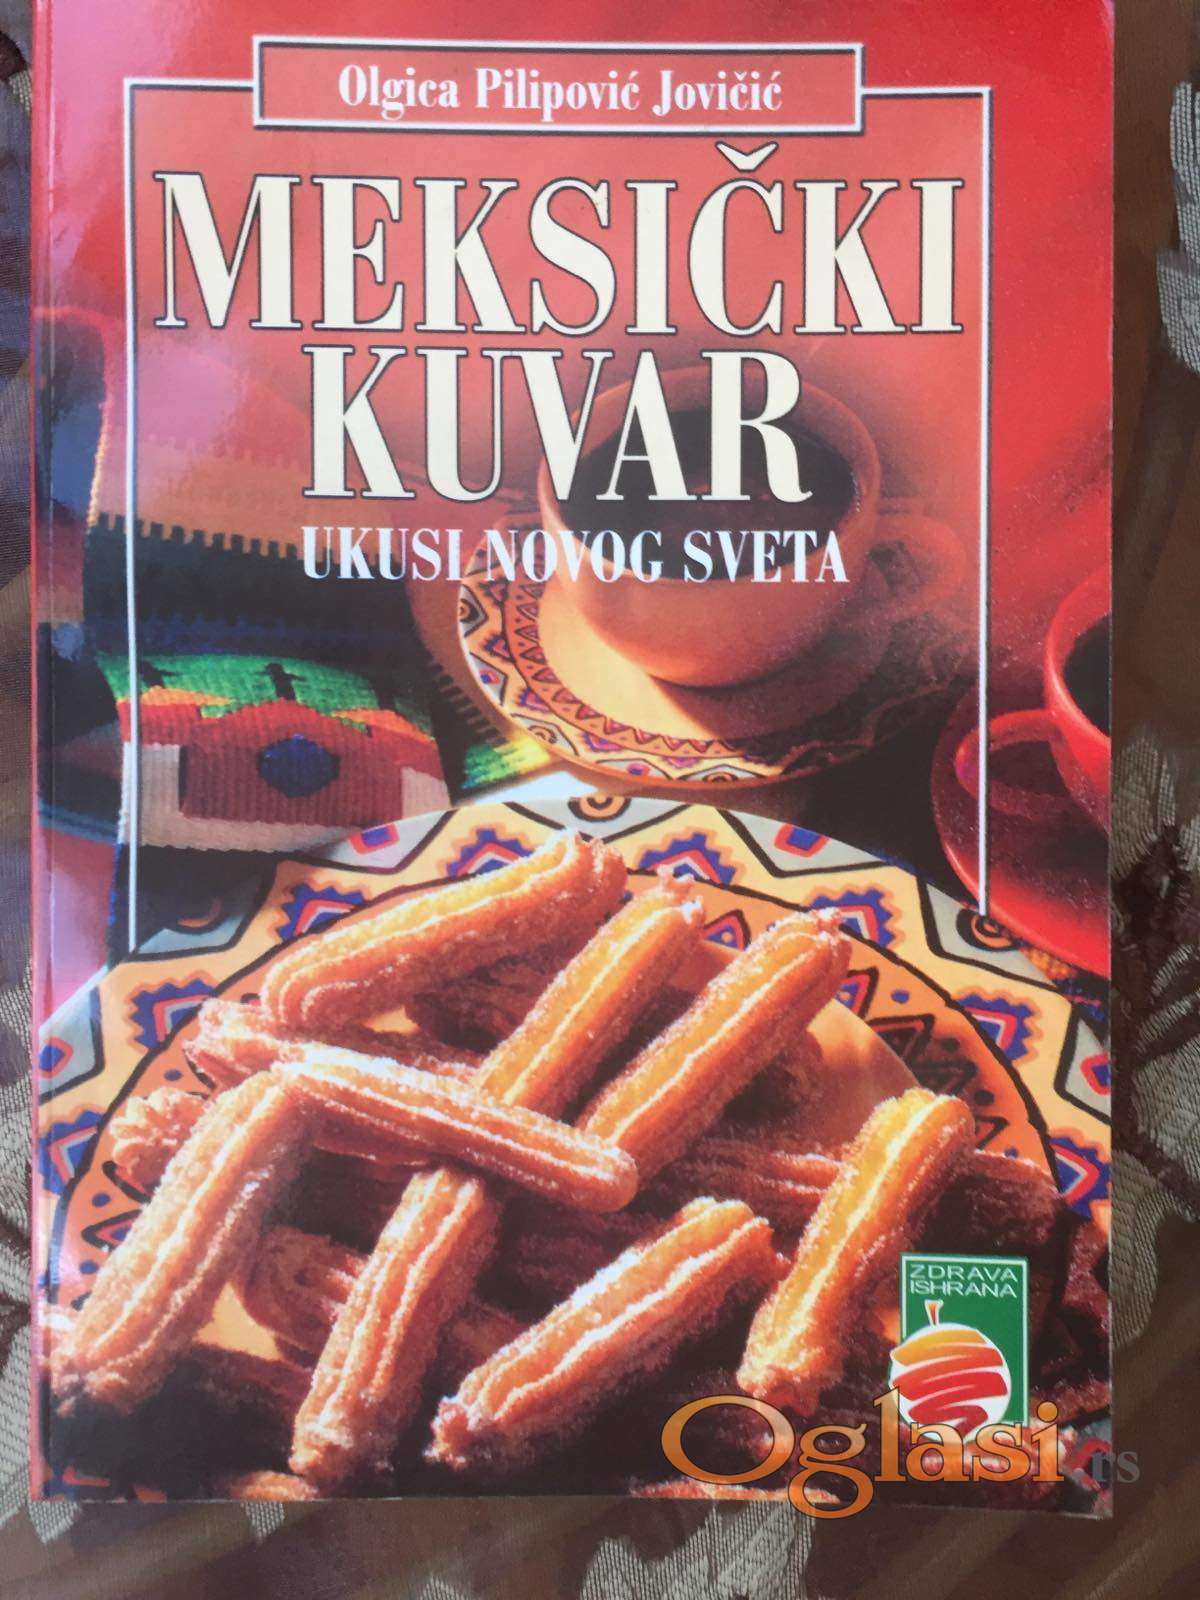 Olgica Pilipović Jovičić
MEKSIČKI
KUVAR
UKUSI NOVOG SVETA
ZDRAVA
ISHRANA
Oglasi.rs